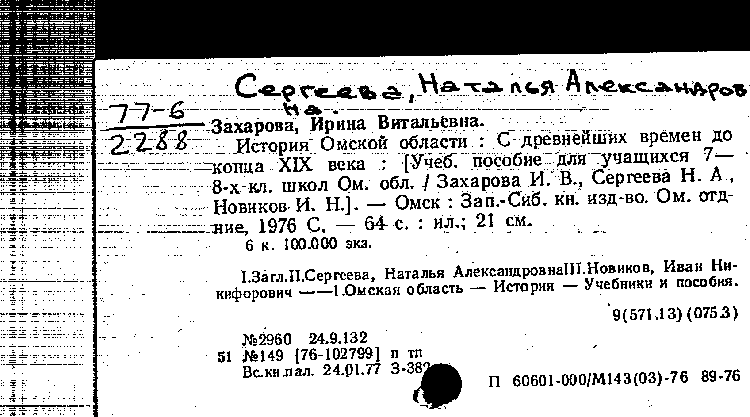 Сергеева, Наталья Александров
на.
77-6
2288
Захарова, Ирина Витальевна.
История Омской области : С древнейших времен до
конца XIX века : [Учеб. пособие для учащихся 7—
8-х кл. школ Ом. обл. / Захарова И. В., Сергеева Н. А.,
Новиков И. Н.]. — Омск : Зап.-Сиб. кн. изд-во. Ом. отд-
ние, 1976 С. — 64 с. : ил.; 21 см.
6 к. 100.000 экз.
I.Загл.II.Сергеева, Наталья АлександровнаIII.Новиков, Иван Ни-
кифорович ——1.Омская область — История — Учебники и пособия.
9(571.13)(075.3)
№2960 24.9.132
51 №149 [76-102799] п тп
Вс.кн.пал. 24.01.77 З-382
П 60601-000/М143(03)-76 89-76